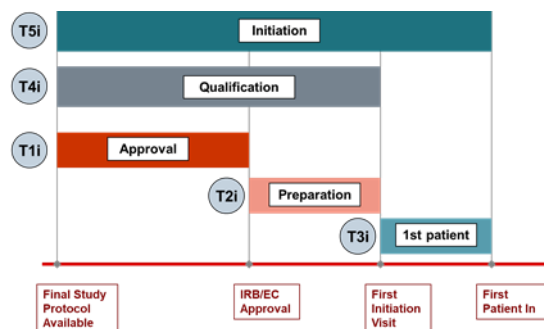 T5i
Initiation
T4i
Qualification
T1i
Approval
T2i
Preparation
T3i
1st patient
Final Study
Protocol
Available
IRB/EC
Approval
First
Initiation
Visit
First
Patient In